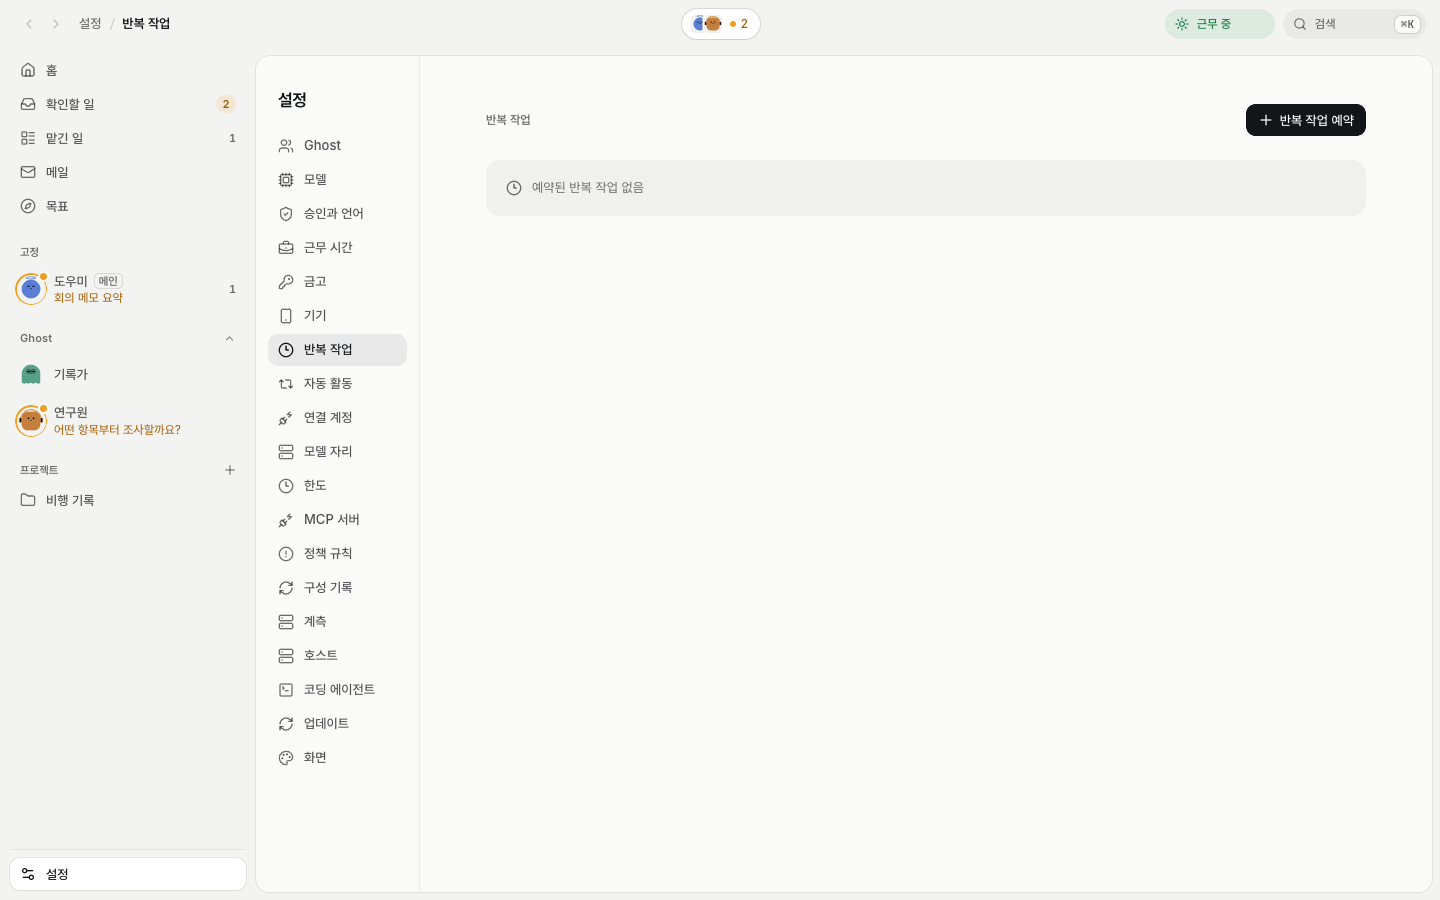 설정 / 반복 작업
2
근무 중
검색
⌘K
홈
확인할 일
2
맡긴 일
1
메일
목표
고정
도우미
메인
회의 메모 요약
1
Ghost
기록가
연구원
어떤 항목부터 조사할까요?
프로젝트
비행 기록
설정
설정
Ghost
모델
승인과 언어
근무 시간
금고
기기
반복 작업
자동 활동
연결 계정
모델 자리
한도
MCP 서버
정책 규칙
구성 기록
계측
호스트
코딩 에이전트
업데이트
화면
반복 작업
반복 작업 예약
예약된 반복 작업 없음